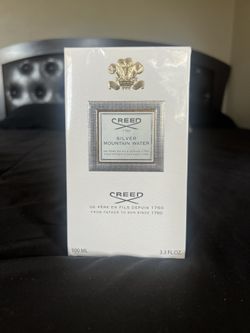 CREED
1760
SILVER
MOUNTAIN WATER
CREED
DE PÈRE EN FILS DEPUIS 1760
FROM FATHER TO SON SINCE 1760
100 ML
3.3 FL.OZ.